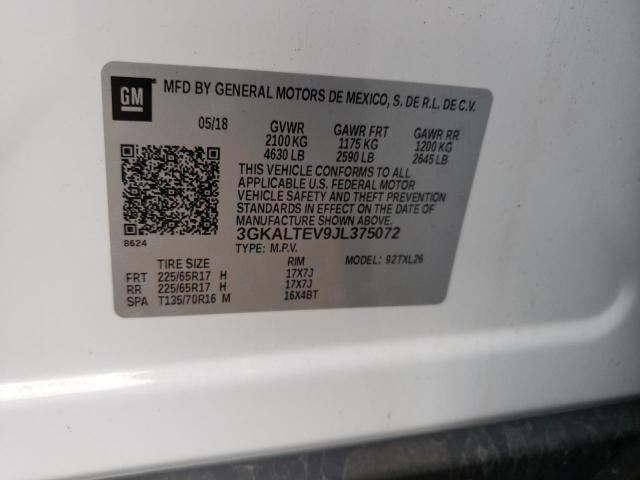 GM MFD BY GENERAL MOTORS DE MEXICO, S. DE R.L. DE C.V.
05/18 GVWR GAWR FRT GAWR RR
2100 KG 1175 KG 1200 KG
4630 LB 2590 LB 2645 LB
THIS VEHICLE CONFORMS TO ALL
APPLICABLE U.S. FEDERAL MOTOR
VEHICLE SAFETY AND THEFT PREVENTION
STANDARDS IN EFFECT ON THE DATE OF
MANUFACTURE SHOWN ABOVE.
8624 3GKALTEV9JL375072
TYPE: M.P.V. 92TXL26
TIRE SIZE RIM
FRT 225/65R17 H 17X7J
RR 225/65R17 H 17X7J
SPA T135/70R16 M 16X4BT